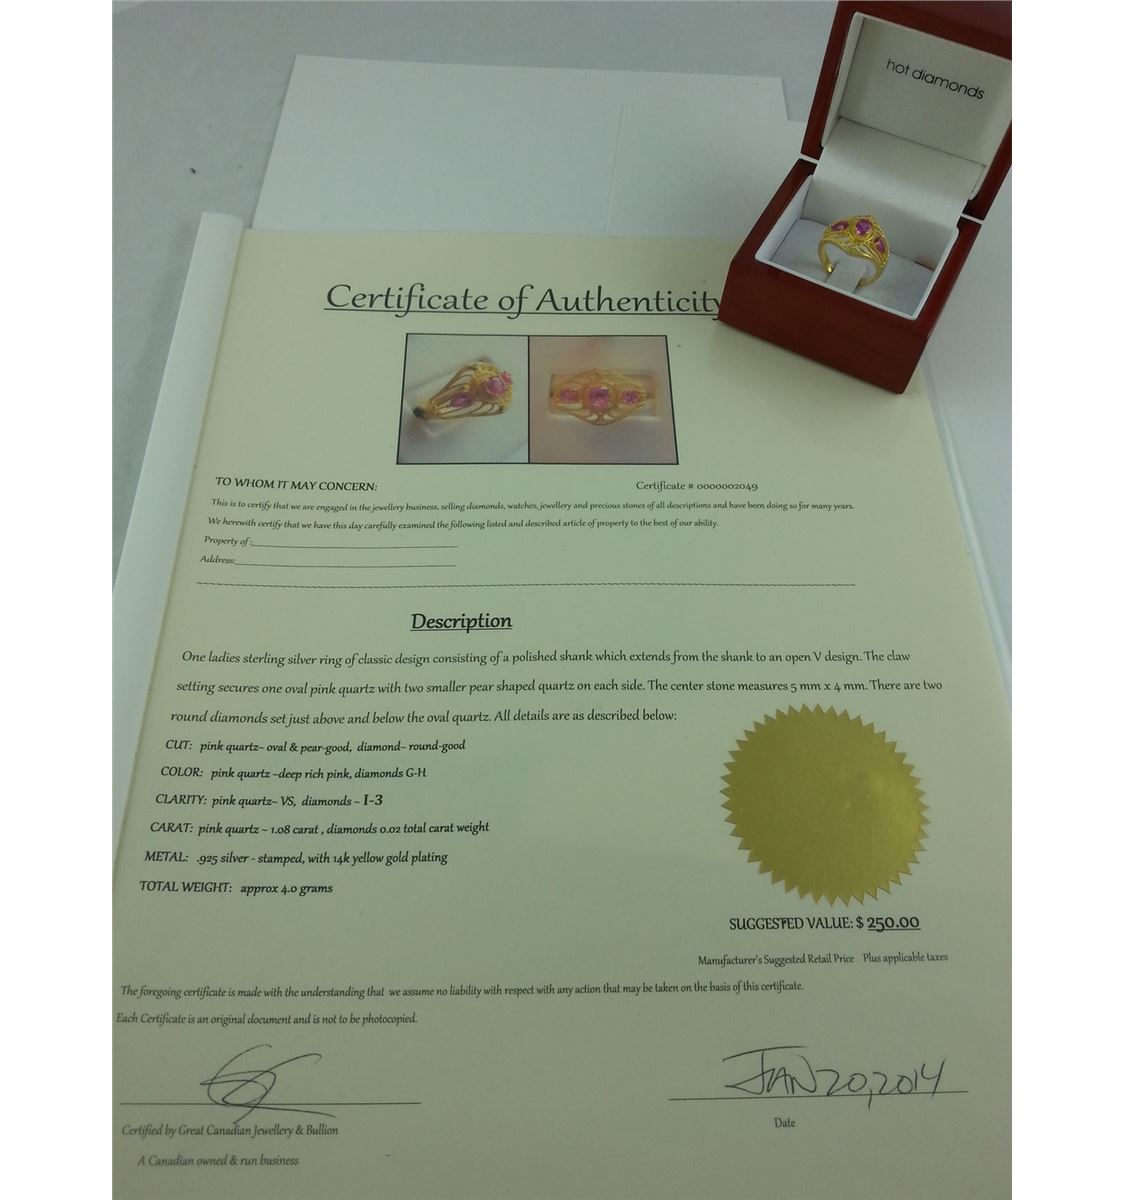 hot diamonds
Certificate of Authenticity
TO WHOM IT MAY CONCERN:
Certificate # 0000002049
This is to certify that we are engaged in the jewellery business, selling diamonds, watches, jewellery and precious stones of all descriptions and have been doing so for many years.
We herewith certify that we have this day carefully examined the following listed and described article of property to the best of our ability.
Property of:
Address:
Description
One ladies sterling silver ring of classic design consisting of a polished shank which extends from the shank to an open V design. The claw
setting secures one oval pink quartz with two smaller pear shaped quartz on each side. The center stone measures 5 mm x 4 mm. There are two
round diamonds set just above and below the oval quartz. All details are as described below:
CUT: pink quartz~ oval & pear-good, diamond~ round-good
COLOR: pink quartz ~deep rich pink, diamonds G-H
CLARITY: pink quartz~ VS, diamonds ~ I-3
CARAT: pink quartz ~ 1.08 carat , diamonds 0.02 total carat weight
METAL: .925 silver - stamped, with 14k yellow gold plating
TOTAL WEIGHT: approx 4.0 grams
SUGGESTED VALUE: $ 250.00
Manufacturer's Suggested Retail Price Plus applicable taxes
The foregoing certificate is made with the understanding that we assume no liability with respect with any action that may be taken on the basis of this certificate.
Each Certificate is an original document and is not to be photocopied.
JAN 20, 2014
Date
Certified by Great Canadian Jewellery & Bullion
A Canadian owned & run business